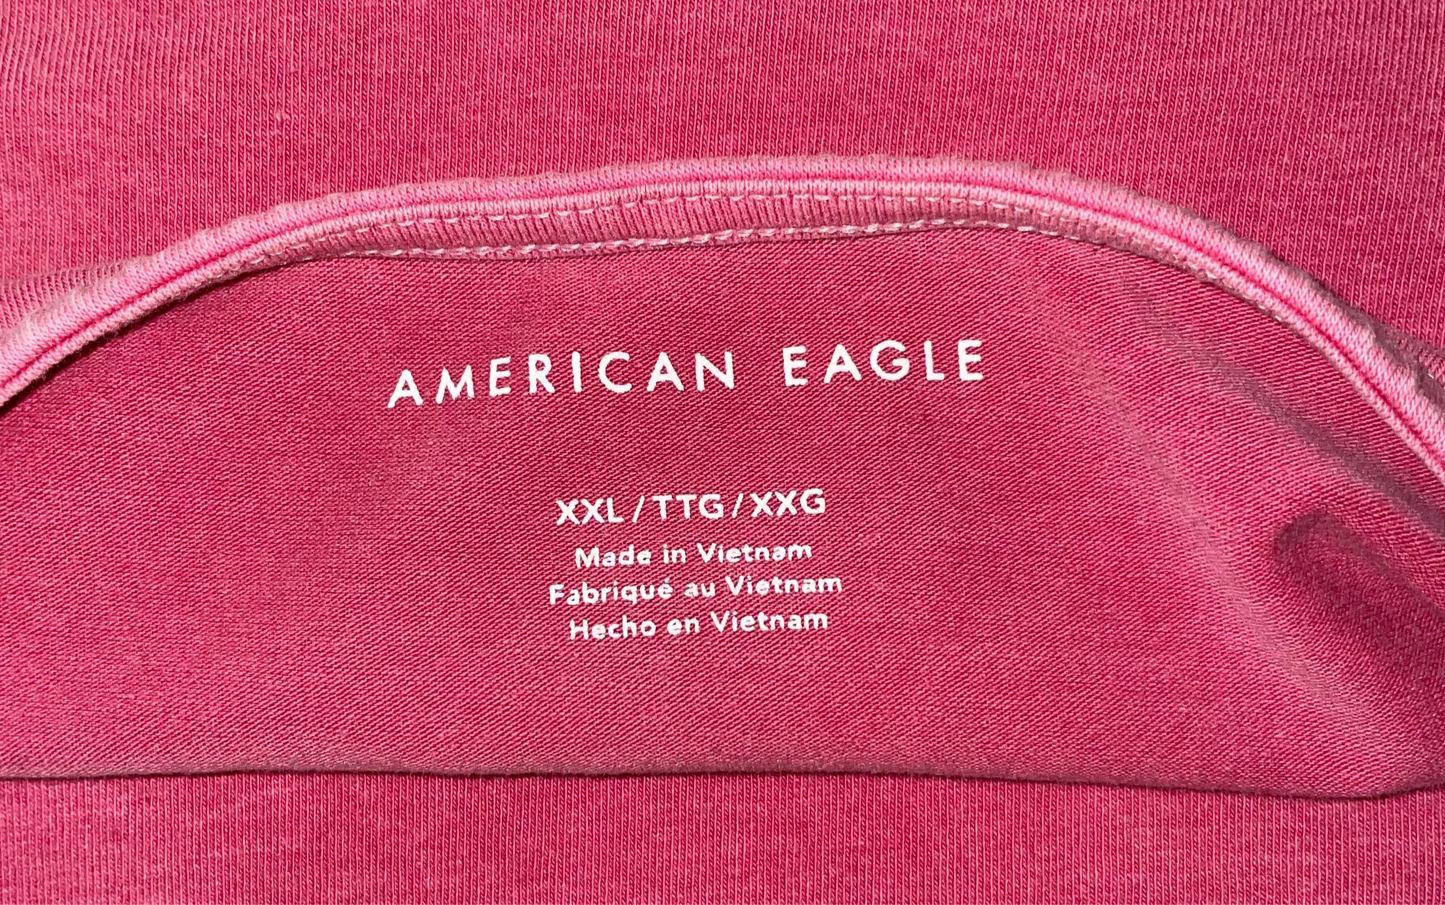 AMERICAN EAGLE
XXL/TTG/XXG
Made in Vietnam
Fabriqué au Vietnam
Hecho en Vietnam